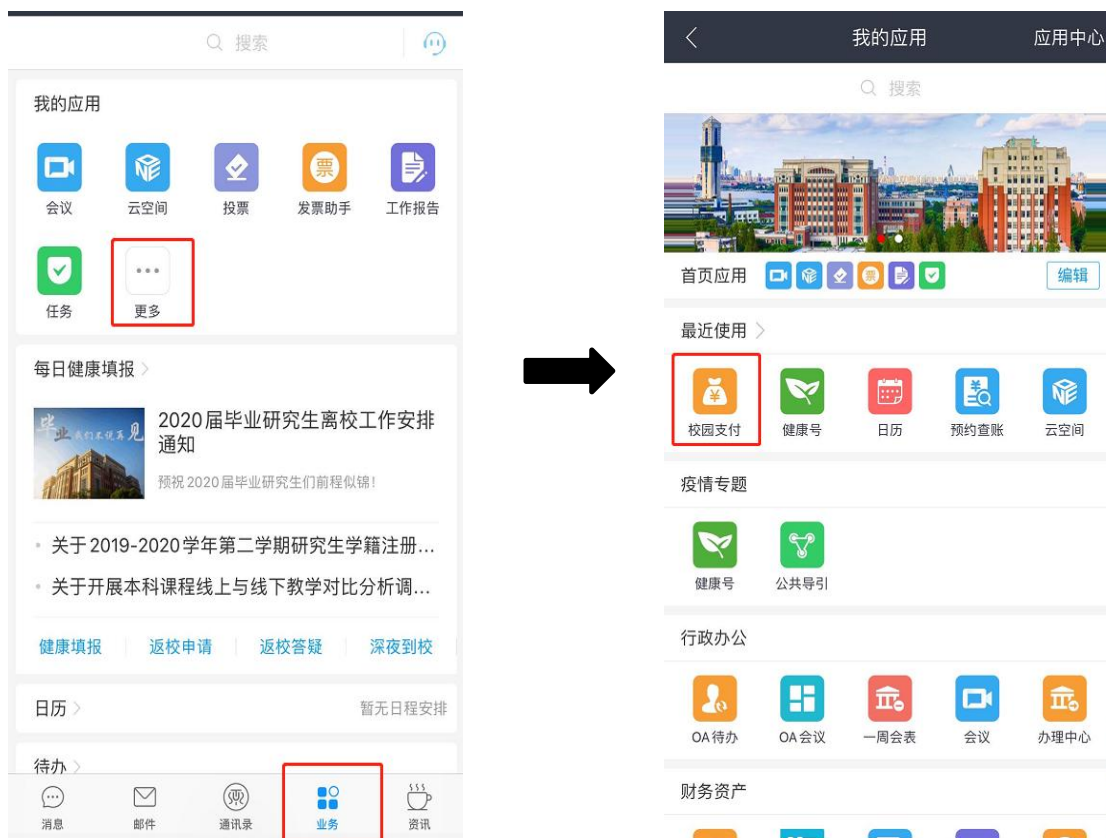 搜索
我的应用
会议 云空间 投票 发票助手 工作报告
任务 更多
每日健康填报
2020届毕业研究生离校工作安排
通知
预祝2020届毕业研究生们前程似锦！
关于2019-2020学年第二学期研究生学籍注册...
关于开展本科课程线上与线下教学对比分析调...
健康填报 返校申请 返校答疑 深夜到校
日历 暂无日程安排
待办
消息 邮件 通讯录 业务 资讯
我的应用 应用中心
搜索
首页应用 票 编辑
最近使用
校园支付 健康号 日历 预约查账 云空间
疫情专题
健康号 公共导引
行政办公
OA待办 OA会议 一周会表 会议 办理中心
财务资产